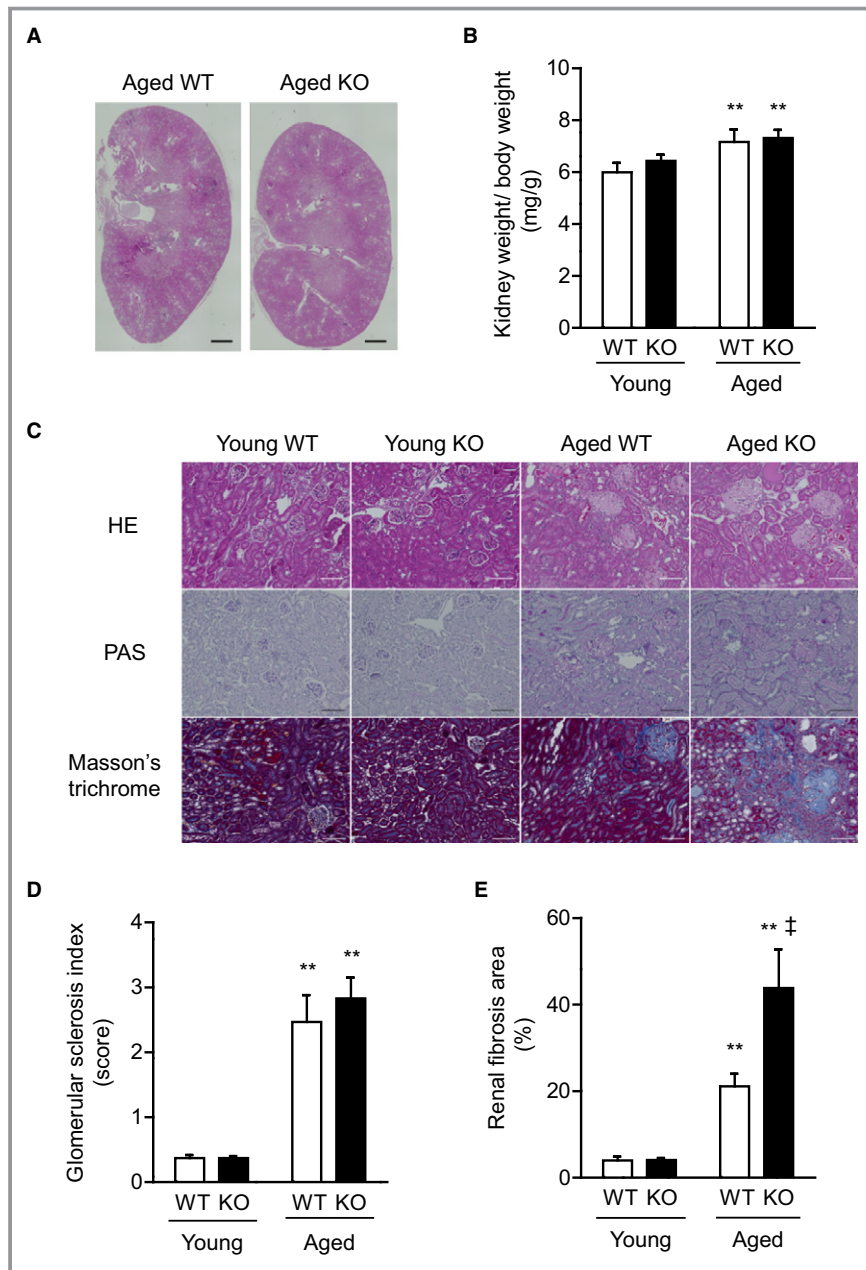 A
Aged WT Aged KO
B
Kidney weight/ body weight
(mg/g)
10
8
6
4
2
0
** **
WT KO WT KO
Young Aged
C
Young WT Young KO Aged WT Aged KO
HE
PAS
Masson's
trichrome
D
Glomerular sclerosis index
(score)
4
3
2
1
0
** **
WT KO WT KO
Young Aged
E
Renal fibrosis area
(%)
60
40
20
0
** ** ‡
WT KO WT KO
Young Aged